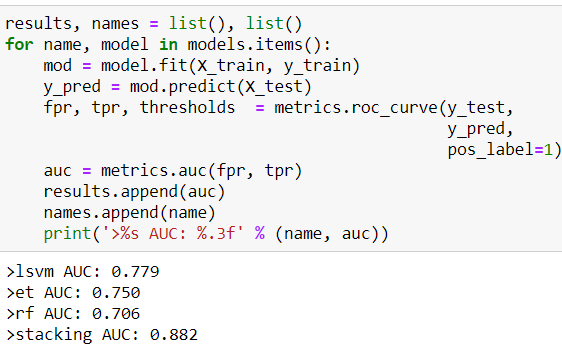 results, names = list(), list()
for name, model in models.items():
    mod = model.fit(X_train, y_train)
    y_pred = mod.predict(X_test)
    fpr, tpr, thresholds  = metrics.roc_curve(y_test,
                                              y_pred,
                                              pos_label=1)
    auc = metrics.auc(fpr, tpr)
    results.append(auc)
    names.append(name)
    print('>%s AUC: %.3f' % (name, auc))
>lsvm AUC: 0.779
>et AUC: 0.750
>rf AUC: 0.706
>stacking AUC: 0.882